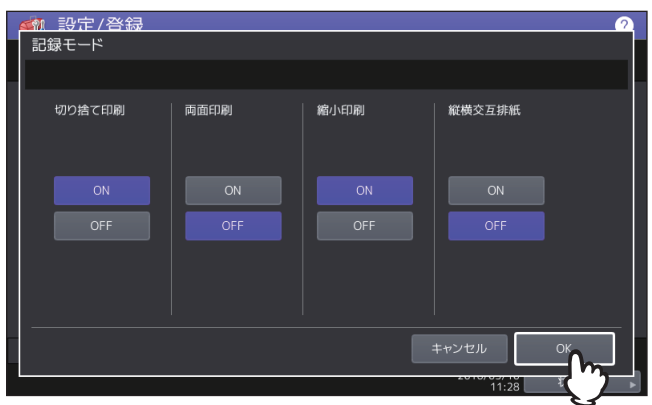 設定/登録
?
記録モード
切り捨て印刷 両面印刷 縮小印刷 縦横交互排紙
ON ON ON ON
OFF OFF OFF OFF
キャンセル OK
11:28